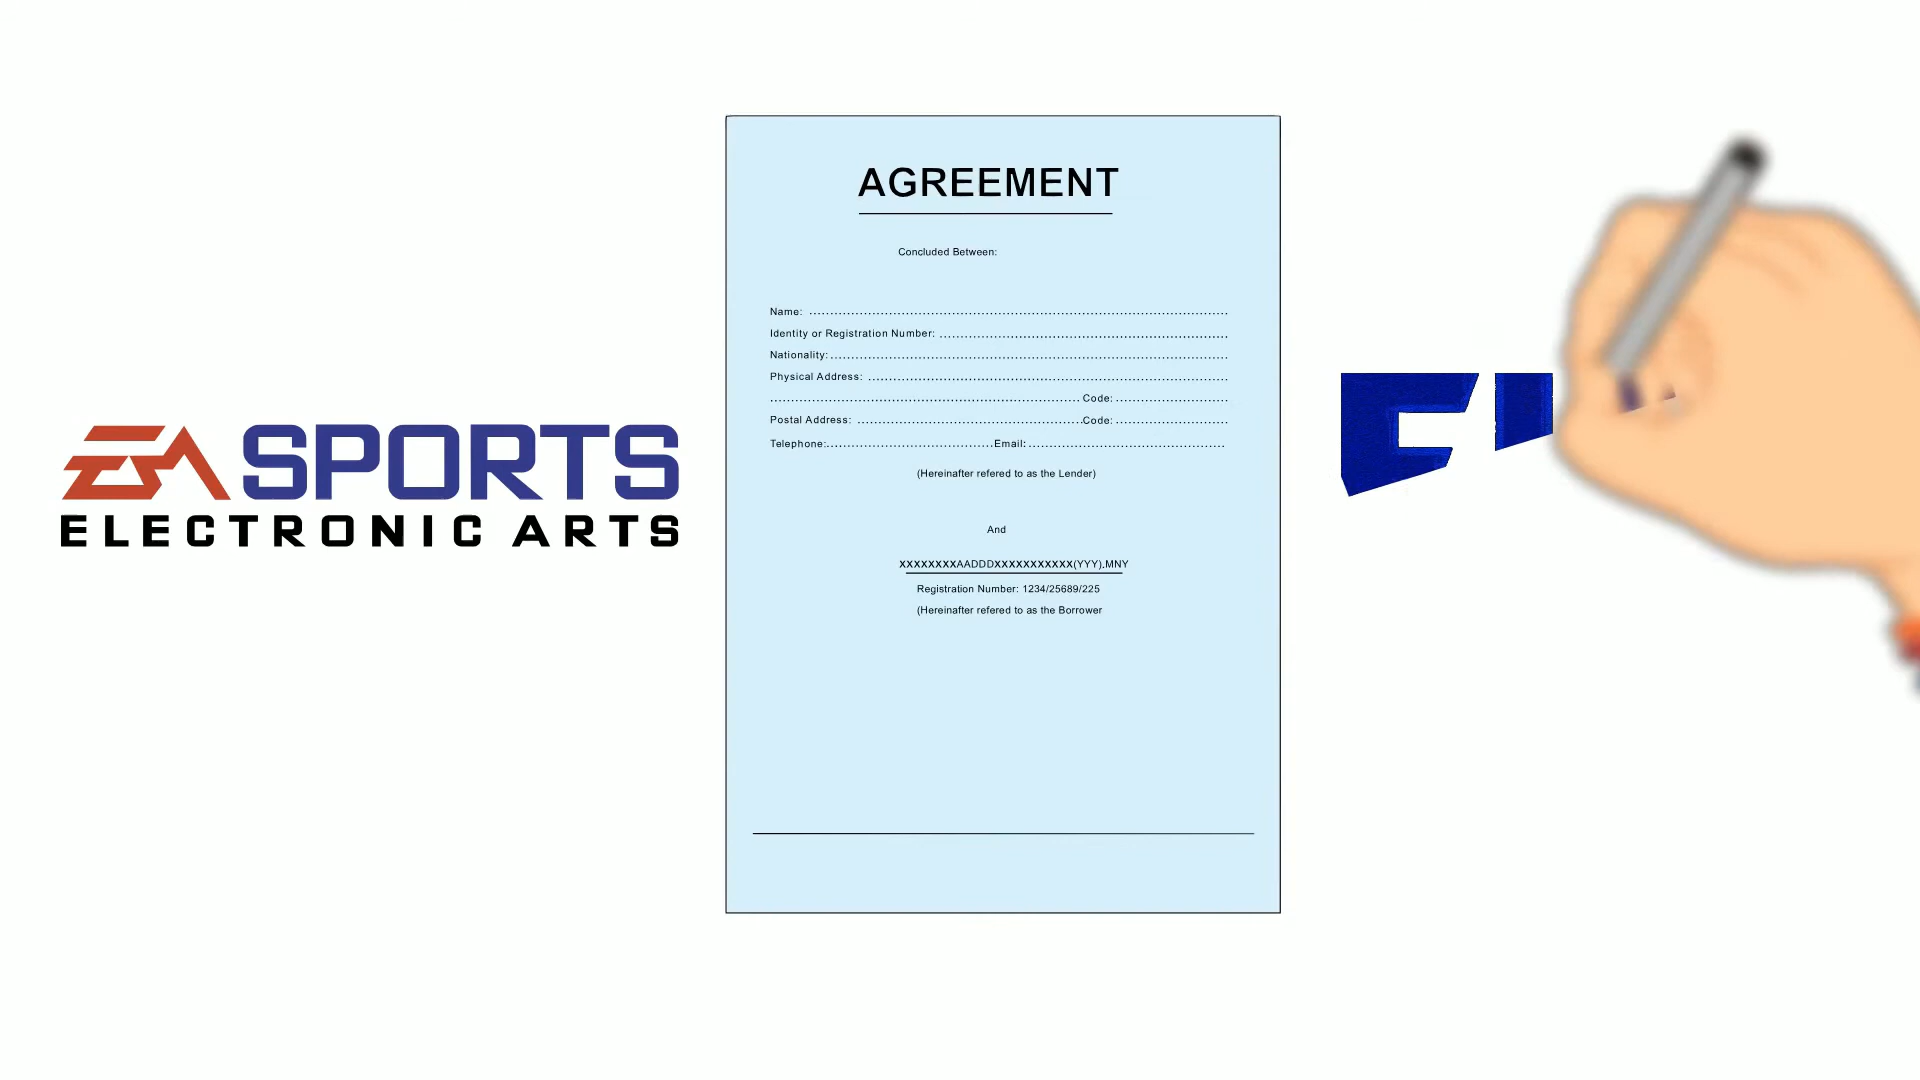 EA SPORTS
ELECTRONIC ARTS
AGREEMENT
Concluded Between:
Name:
Identity or Registration Number:
Nationality:
Physical Address:
Code:
Postal Address: Code:
Telephone: Email:
(Hereinafter refered to as the Lender)
And
XXXXXXXXAADDDXXXXXXXXXXX(YYY).MNY
Registration Number: 1234/25689/225
(Hereinafter refered to as the Borrower